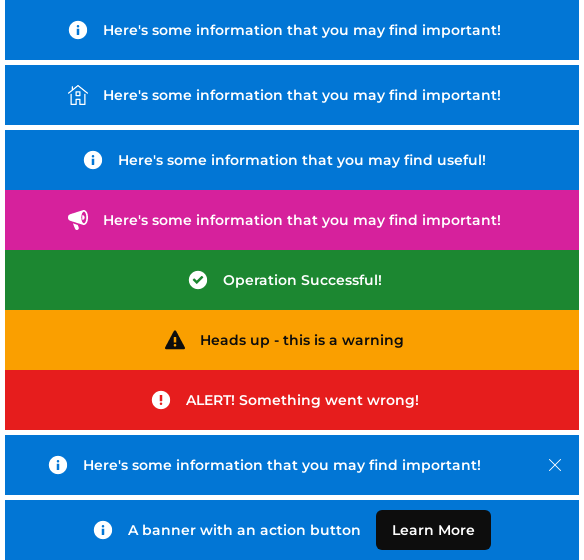 Here's some information that you may find important!
Here's some information that you may find important!
Here's some information that you may find useful!
Here's some information that you may find important!
Operation Successful!
Heads up - this is a warning
ALERT! Something went wrong!
Here's some information that you may find important!
A banner with an action button Learn More